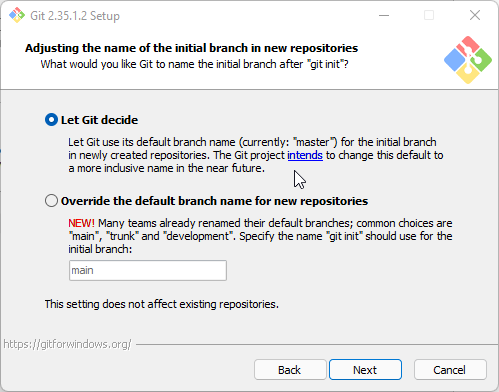 Git 2.35.1.2 Setup
Adjusting the name of the initial branch in new repositories
What would you like Git to name the initial branch after "git init"?
Let Git decide
Let Git use its default branch name (currently: "master") for the initial branch
in newly created repositories. The Git project intends to change this default to
a more inclusive name in the near future.
Override the default branch name for new repositories
NEW! Many teams already renamed their default branches; common choices are
"main", "trunk" and "development". Specify the name "git init" should use for the
initial branch:
main
This setting does not affect existing repositories.
https://gitforwindows.org/
Back
Next
Cancel